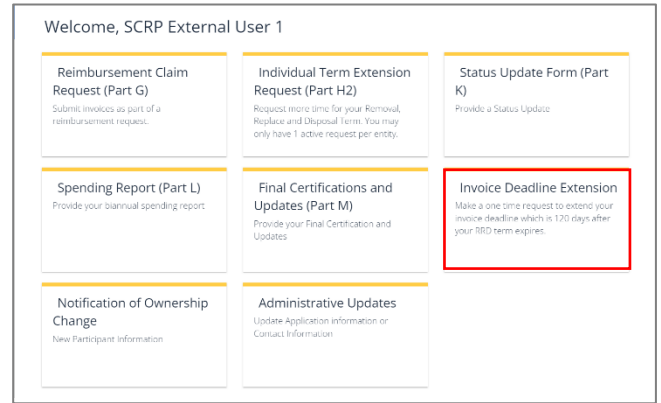 Welcome, SCRP External User 1
Reimbursement Claim
Request (Part G)
Submit invoices as part of a
reimbursement request.
Individual Term Extension
Request (Part H2)
Request more time for your Removal,
Replace and Disposal Term. You may
only have 1 active request per entity.
Status Update Form (Part
K)
Provide a Status Update
Spending Report (Part L)
Provide your biannual spending report
Final Certifications and
Updates (Part M)
Provide your Final Certification and
Updates
Invoice Deadline Extension
Make a one time request to extend your
invoice deadline which is 120 days after
your RRD term expires.
Notification of Ownership
Change
New Participant Information
Administrative Updates
Update Application information or
Contact Information